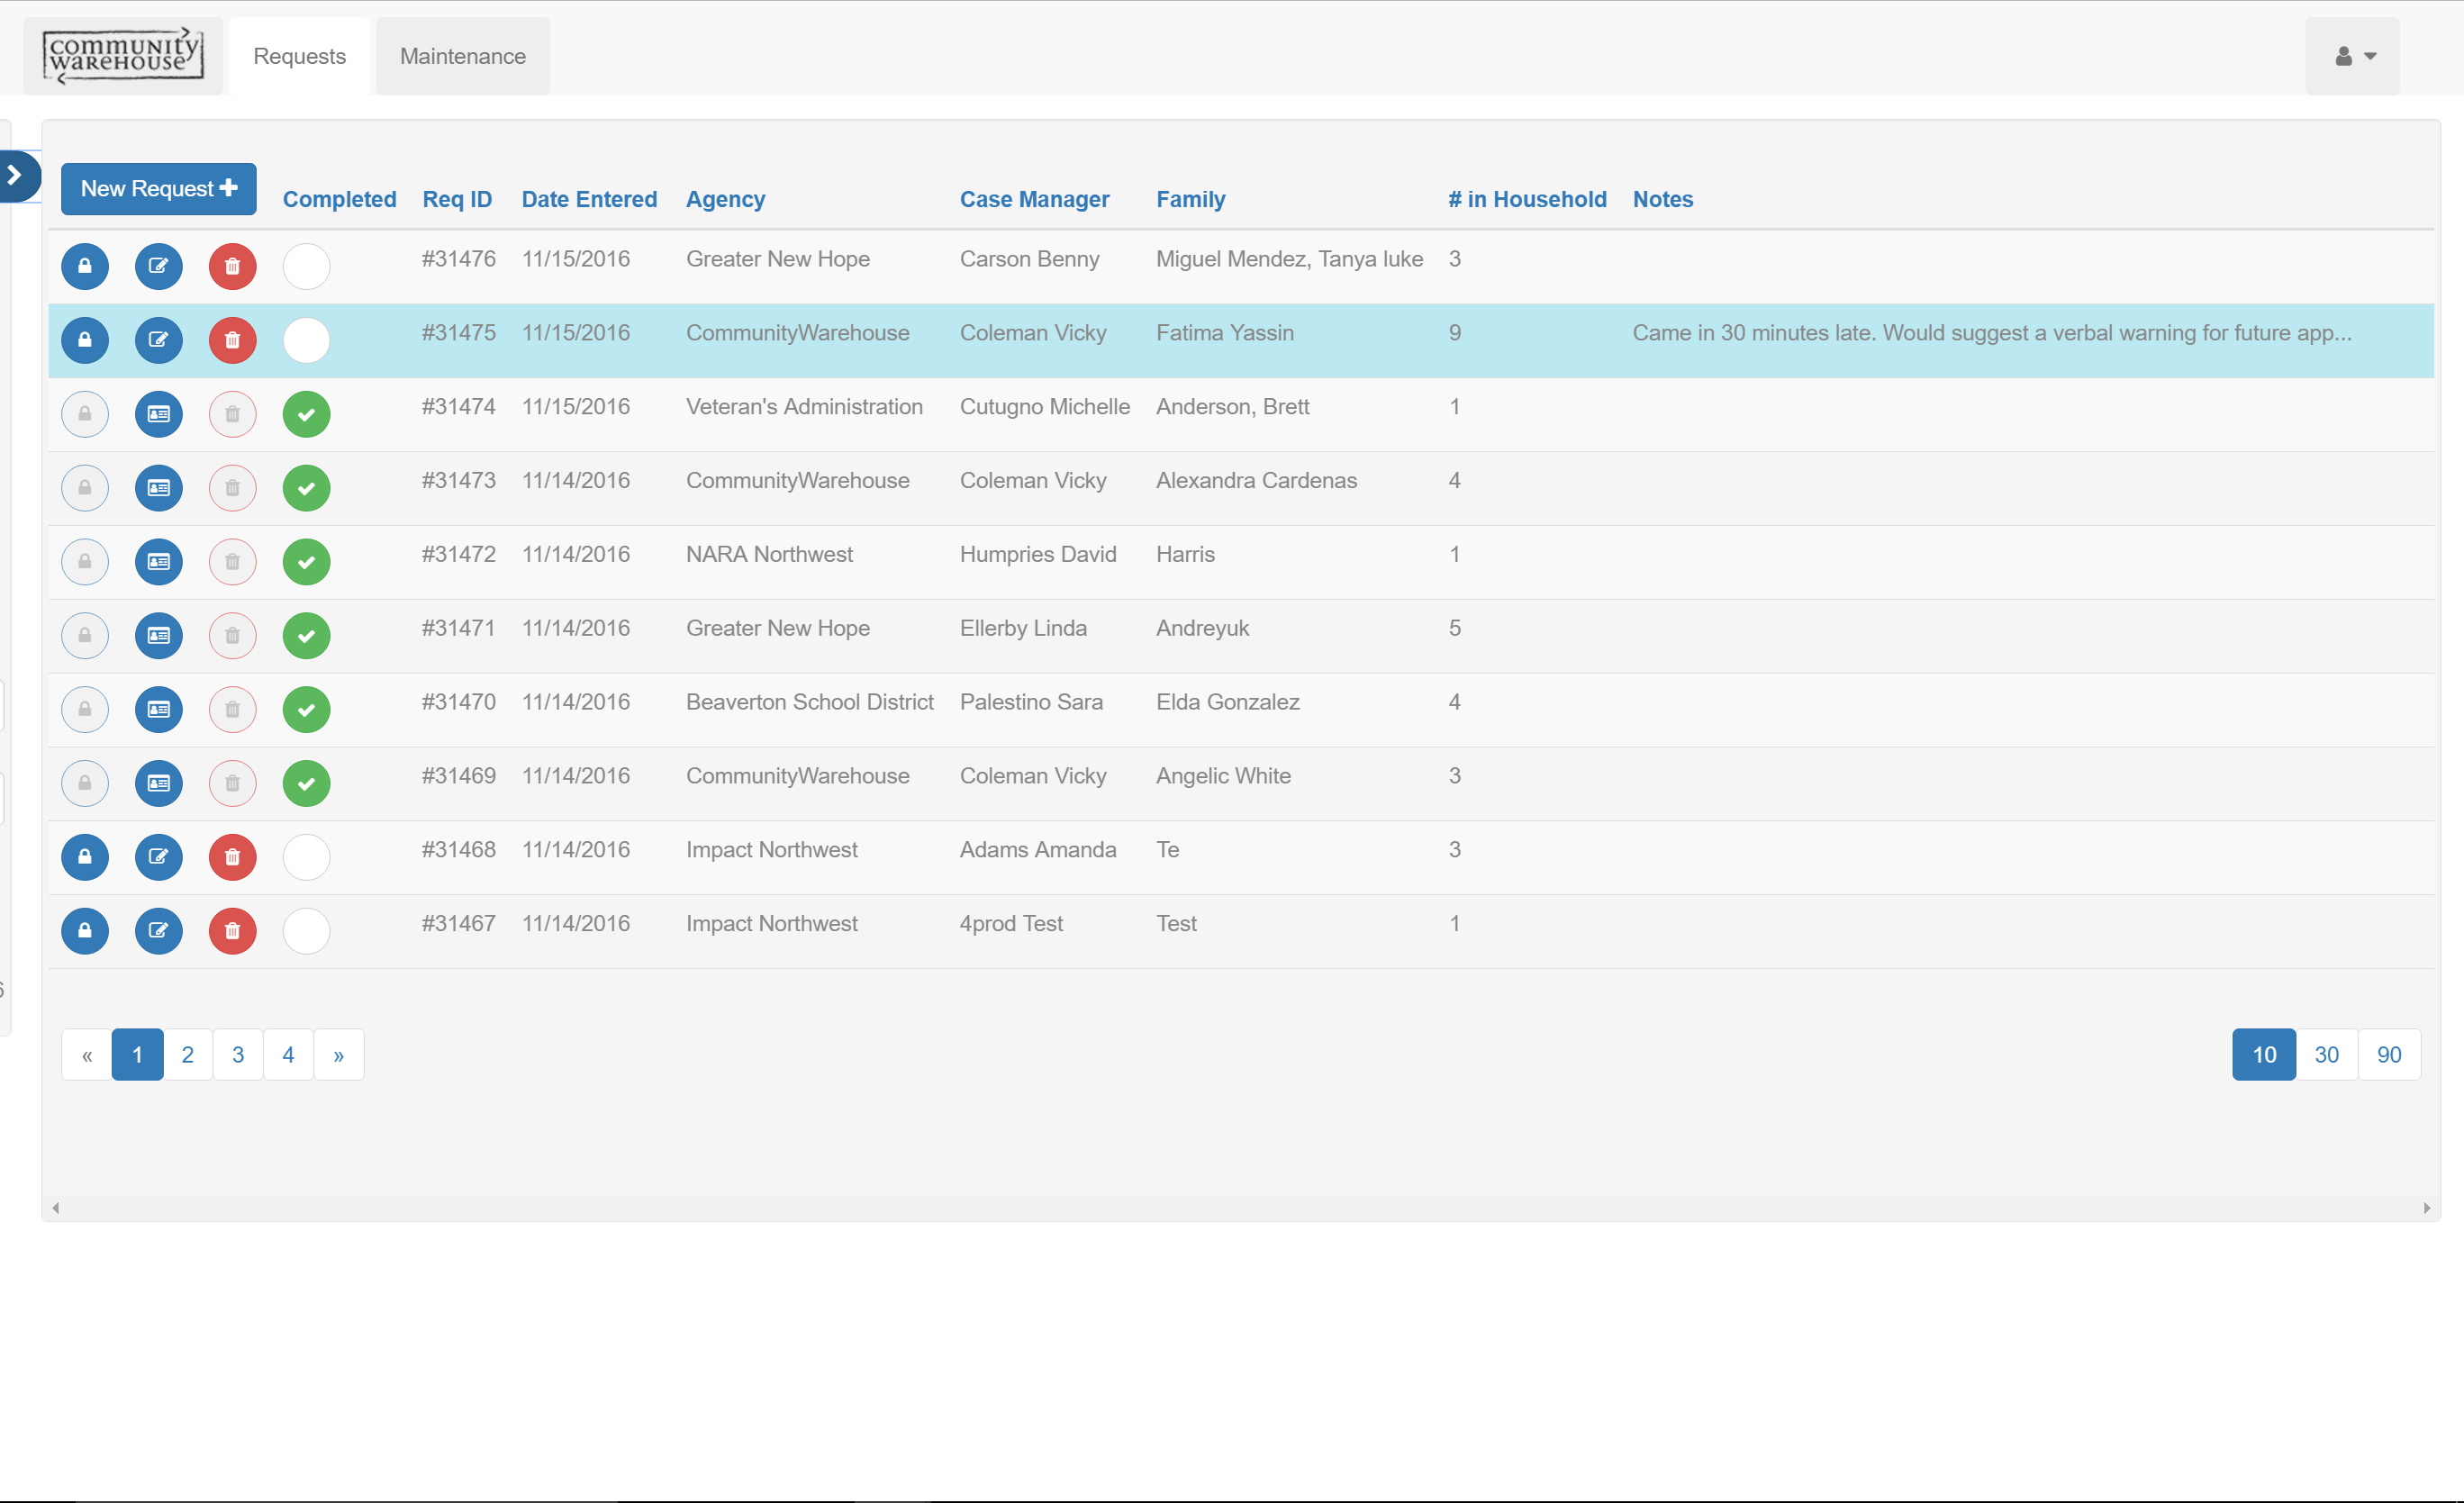 COMMUNITY
WAREHOUSE
Requests
Maintenance
New Request
Completed Req ID Date Entered Agency Case Manager Family # in Household Notes
#31476 11/15/2016 Greater New Hope Carson Benny Miguel Mendez, Tanya luke 3
#31475 11/15/2016 CommunityWarehouse Coleman Vicky Fatima Yassin 9 Came in 30 minutes late. Would suggest a verbal warning for future app...
#31474 11/15/2016 Veteran's Administration Cutugno Michelle Anderson, Brett 1
#31473 11/14/2016 CommunityWarehouse Coleman Vicky Alexandra Cardenas 4
#31472 11/14/2016 NARA Northwest Humpries David Harris 1
#31471 11/14/2016 Greater New Hope Ellerby Linda Andreyuk 5
#31470 11/14/2016 Beaverton School District Palestino Sara Elda Gonzalez 4
#31469 11/14/2016 CommunityWarehouse Coleman Vicky Angelic White 3
#31468 11/14/2016 Impact Northwest Adams Amanda Te 3
#31467 11/14/2016 Impact Northwest 4prod Test Test 1
« 1 2 3 4 »
10 30 90